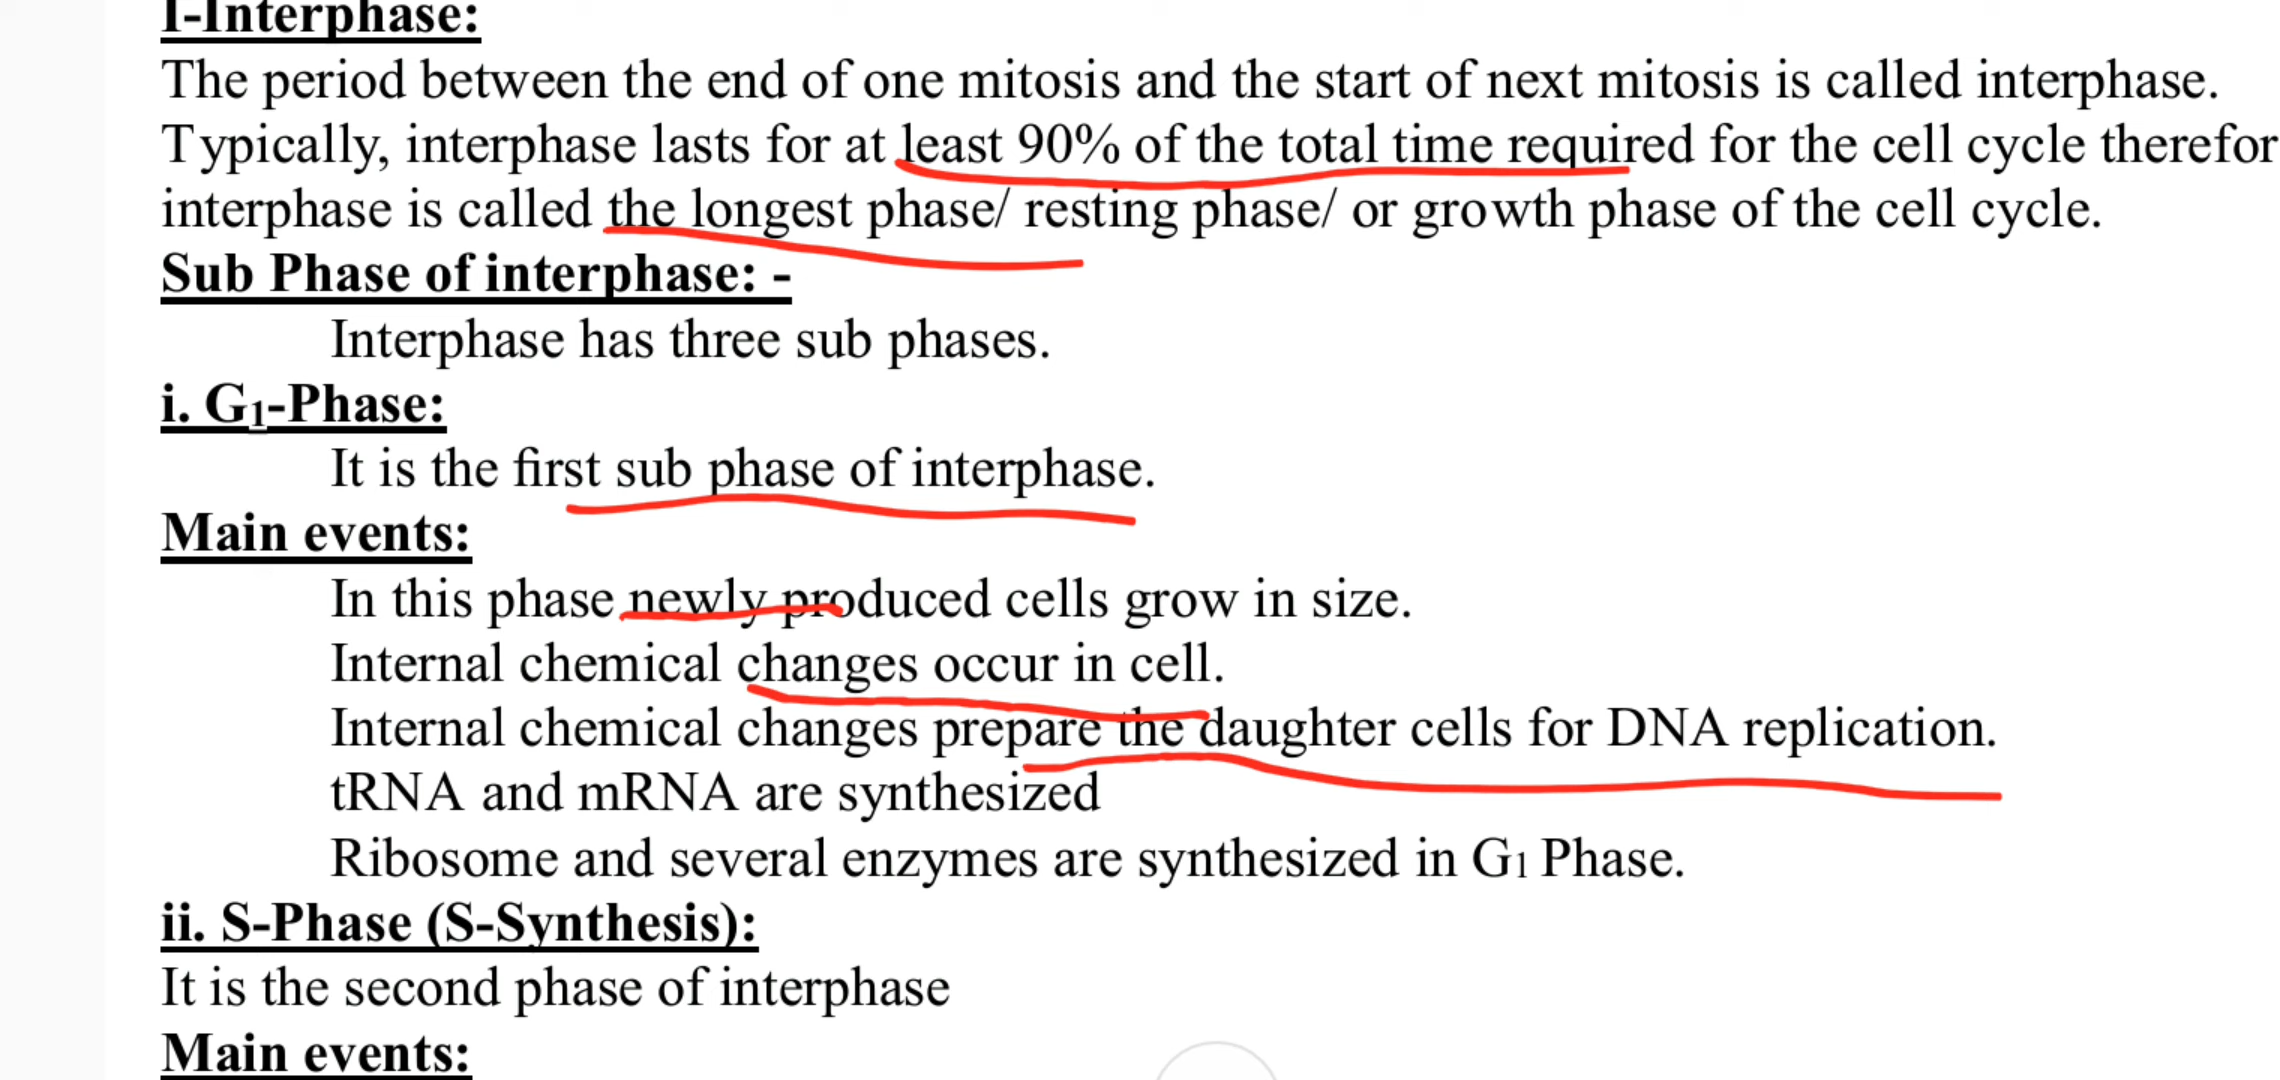 I-Interphase:
The period between the end of one mitosis and the start of next mitosis is called interphase.
Typically, interphase lasts for at least 90% of the total time required for the cell cycle therefor
interphase is called the longest phase/ resting phase/ or growth phase of the cell cycle.
Sub Phase of interphase: -
Interphase has three sub phases.
i. G₁-Phase:
It is the first sub phase of interphase.
Main events:
In this phase newly produced cells grow in size.
Internal chemical changes occur in cell.
Internal chemical changes prepare the daughter cells for DNA replication.
tRNA and mRNA are synthesized
Ribosome and several enzymes are synthesized in G₁ Phase.
ii. S-Phase (S-Synthesis):
It is the second phase of interphase
Main events: